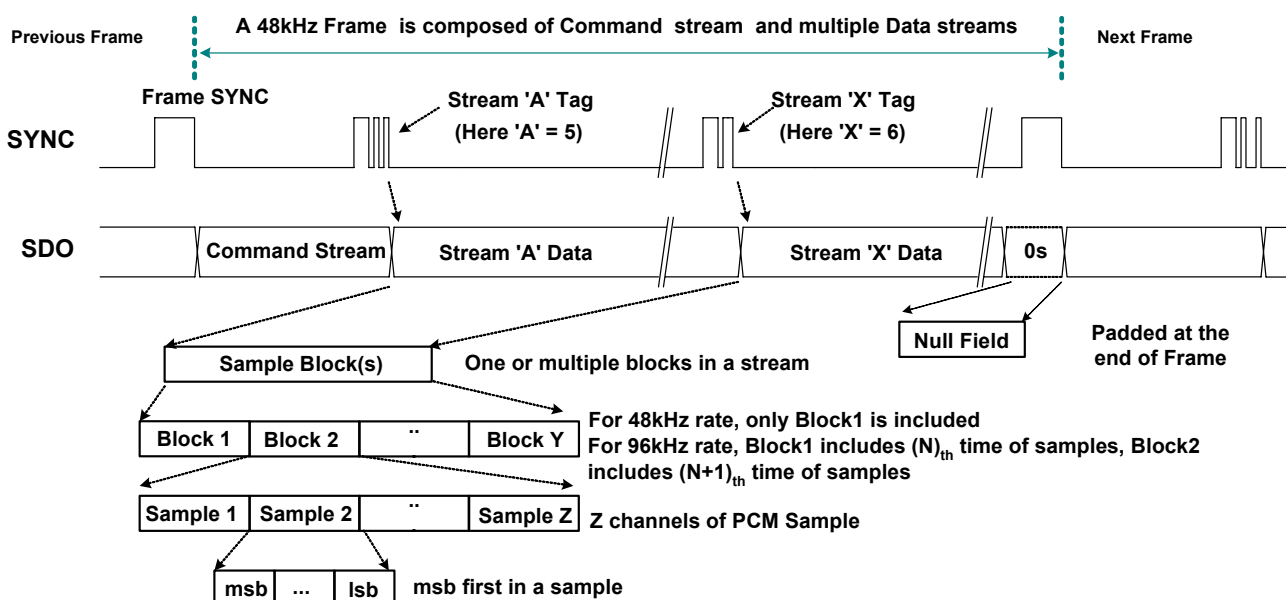 A 48kHz Frame is composed of Command stream and multiple Data streams
Previous Frame
Next Frame
Frame SYNC
Stream 'A' Tag
(Here 'A' = 5)
Stream 'X' Tag
(Here 'X' = 6)
SYNC
SDO
Command Stream
Stream 'A' Data
Stream 'X' Data
0s
Null Field
Padded at the
end of Frame
Sample Block(s)
One or multiple blocks in a stream
Block 1
Block 2
..
Block Y
For 48kHz rate, only Block1 is included
For 96kHz rate, Block1 includes (N)th time of samples, Block2
includes (N+1)th time of samples
Sample 1
Sample 2
..
Sample Z
Z channels of PCM Sample
msb
...
lsb
msb first in a sample